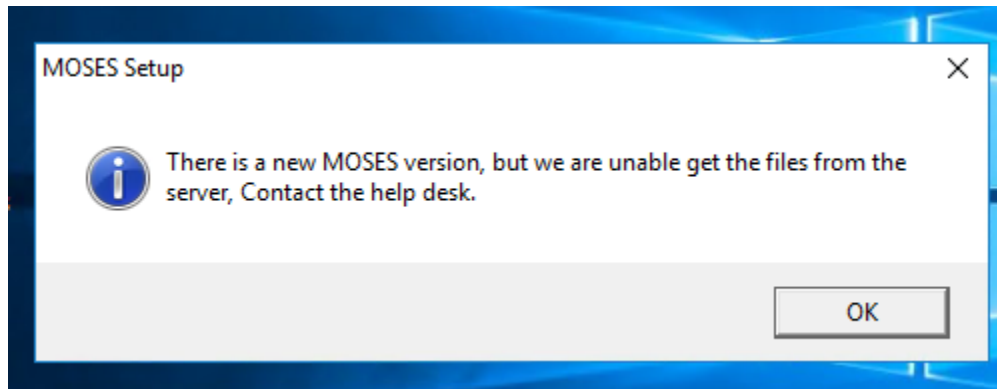 MOSES Setup
There is a new MOSES version, but we are unable get the files from the
server, Contact the help desk.
OK